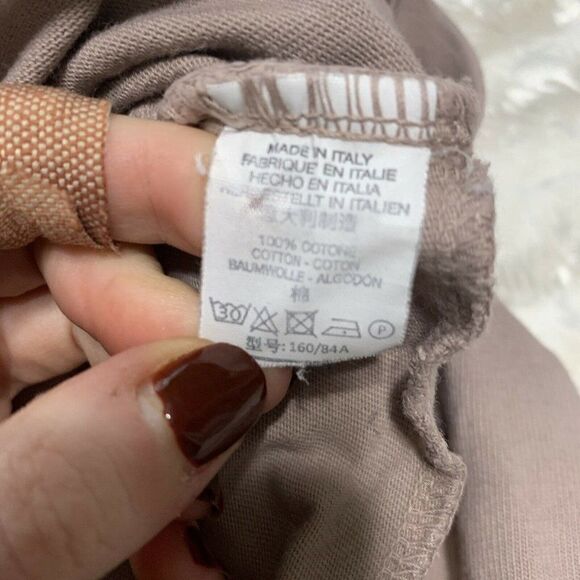 MADE IN ITALY
FABRIQUE EN ITALIE
HECHO EN ITALIA
HERGESTELLT IN ITALIEN
意大利制造
100% COTONE
COTTON - COTON
BAUMWOLLE - ALGODÓN
棉
30 P
型号:160/84A